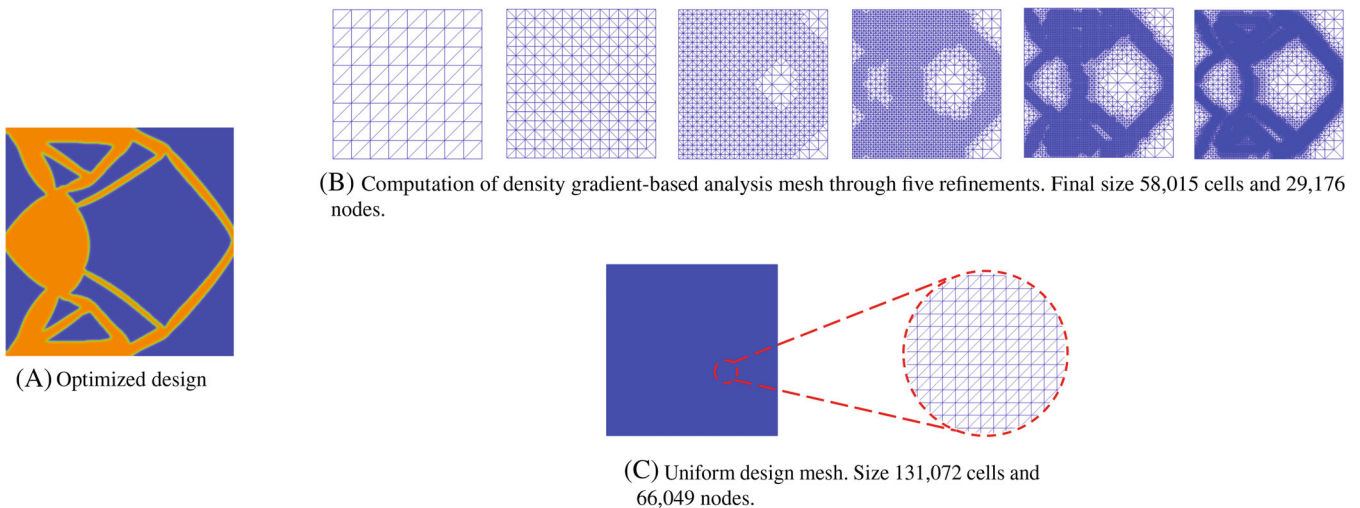 (B) Computation of density gradient-based analysis mesh through five refinements. Final size 58,015 cells and 29,176
nodes.
(A) Optimized design
(C) Uniform design mesh. Size 131,072 cells and
66,049 nodes.